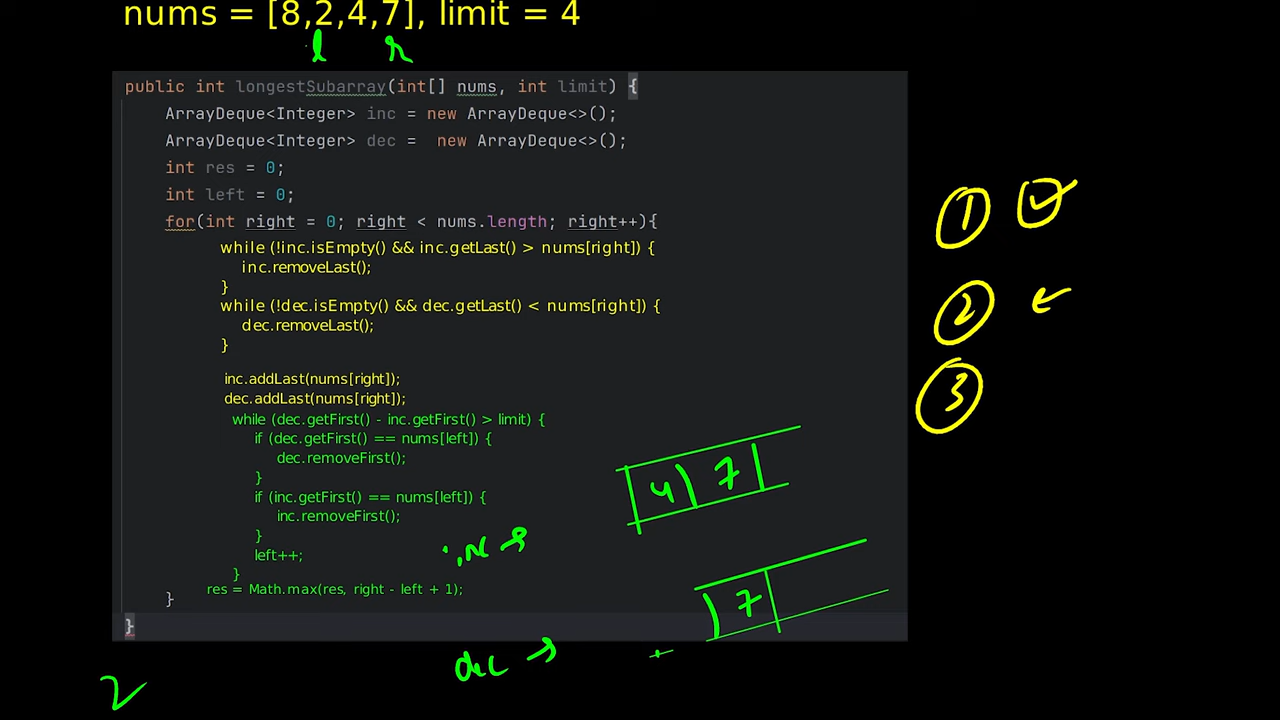 nums = [8,2,4,7], limit = 4
l r
public int longestSubarray(int[] nums, int limit) {
ArrayDeque<Integer> inc = new ArrayDeque<>();
ArrayDeque<Integer> dec =  new ArrayDeque<>();
int res = 0;
int left = 0;
for(int right = 0; right < nums.length; right++){
while (!inc.isEmpty() && inc.getLast() > nums[right]) {
inc.removeLast();
}
while (!dec.isEmpty() && dec.getLast() < nums[right]) {
dec.removeLast();
}
inc.addLast(nums[right]);
dec.addLast(nums[right]);
while (dec.getFirst() - inc.getFirst() > limit) {
if (dec.getFirst() == nums[left]) {
dec.removeFirst();
}
if (inc.getFirst() == nums[left]) {
inc.removeFirst();
}
left++;
}
res = Math.max(res, right - left + 1);
}
}
1
2
3
4 7
inc →
7
dec →
2